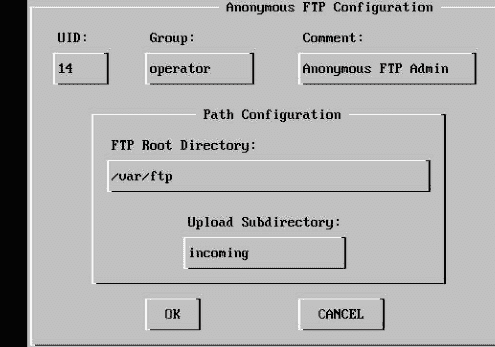 Anonymous FTP Configuration
UID: Group: Comment:
14 operator Anonymous FTP Admin
Path Configuration
FTP Root Directory:
/var/ftp
Upload Subdirectory:
incoming
OK CANCEL